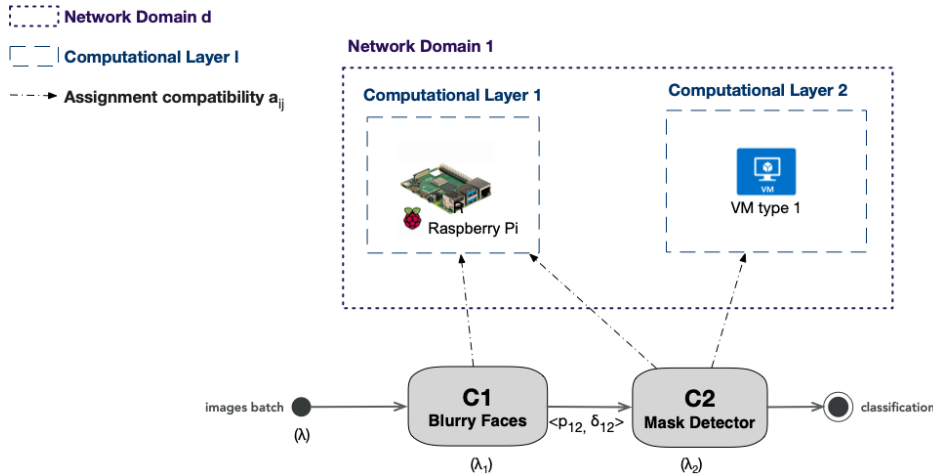 Network Domain d
Computational Layer l
Assignment compatibility aij
Network Domain 1
Computational Layer 1
Computational Layer 2
R
Raspberry Pi
VM
VM type 1
C1
Blurry Faces
C2
Mask Detector
images batch
<p12, δ12>
classification
(λ)
(λ1)
(λ2)